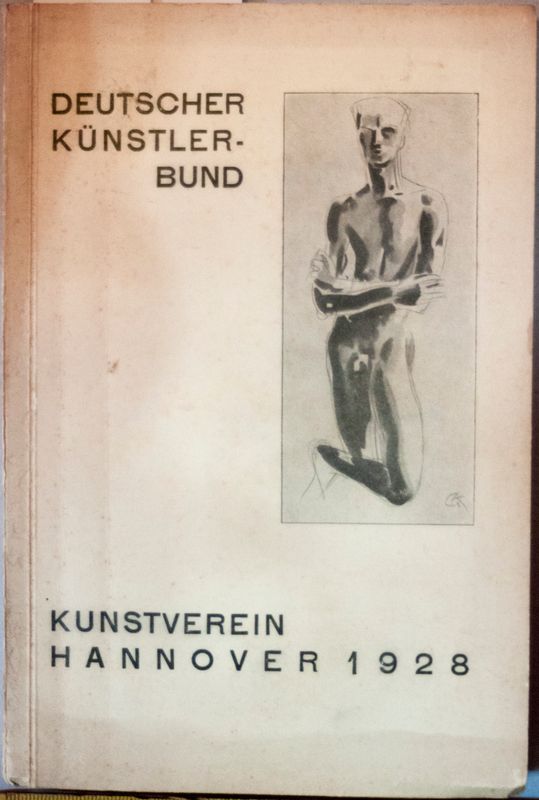 DEUTSCHER
KÜNSTLER-
BUND
KUNSTVEREIN
HANNOVER 1928